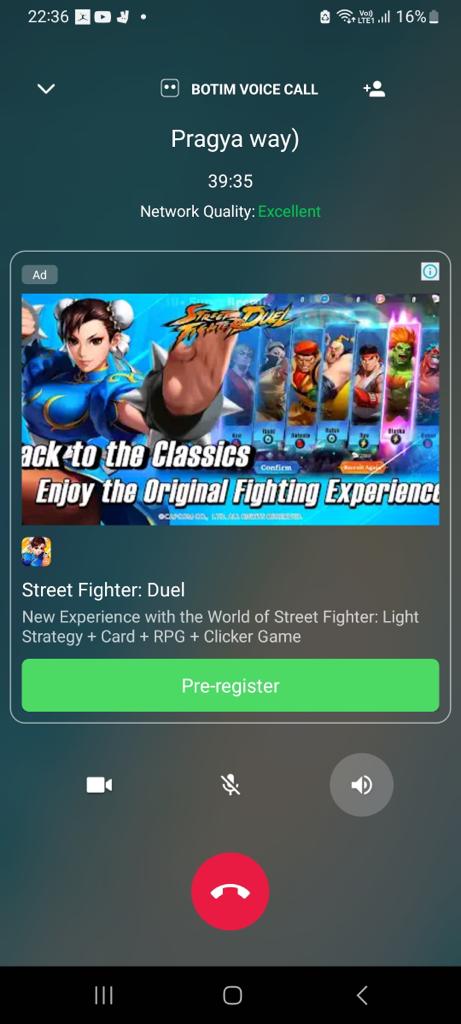 22:36
Vo)) LTE1
16%
BOTIM VOICE CALL
Pragya way)
39:35
Network Quality: Excellent
Ad
STREET FIGHTER DUEL
ack to the Classics
Confirm
Recruit Again
Enjoy the Original Fighting Experience
©CAPCOM CO., LTD. ALL RIGHTS RESERVED.
Street Fighter: Duel
New Experience with the World of Street Fighter: Light
Strategy + Card + RPG + Clicker Game
Pre-register